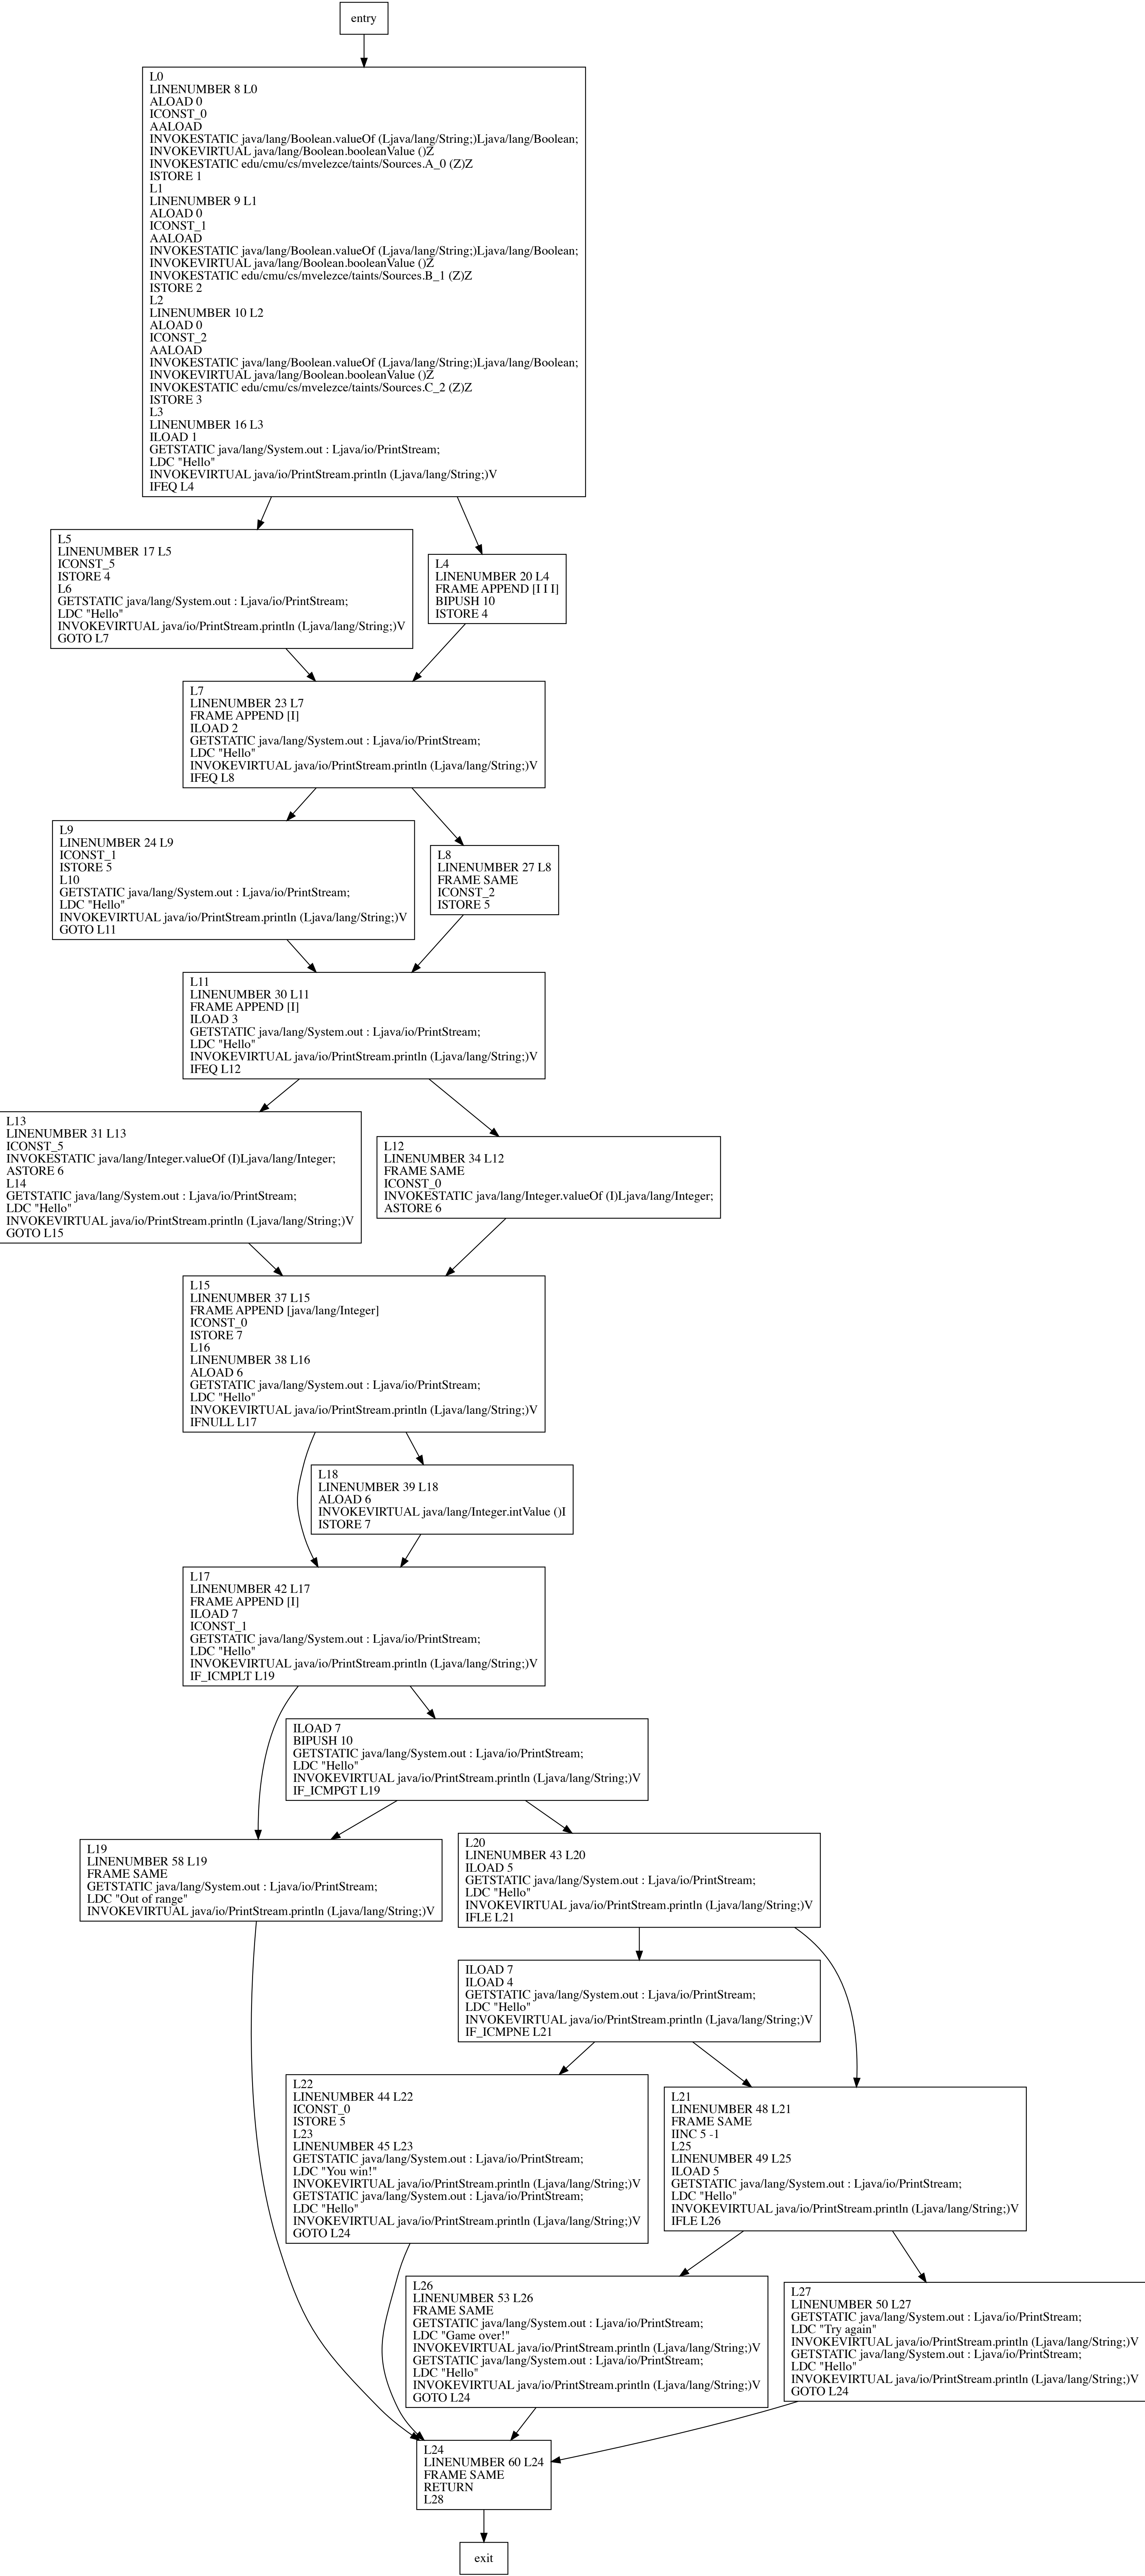 entry
L0
LINENUMBER 8 L0
ALOAD 0
ICONST_0
AALOAD
INVOKESTATIC java/lang/Boolean.valueOf (Ljava/lang/String;)Ljava/lang/Boolean;
INVOKEVIRTUAL java/lang/Boolean.booleanValue ()Z
INVOKESTATIC edu/cmu/cs/mvelezce/taints/Sources.A_0 (Z)Z
ISTORE 1
L1
LINENUMBER 9 L1
ALOAD 0
ICONST_1
AALOAD
INVOKESTATIC java/lang/Boolean.valueOf (Ljava/lang/String;)Ljava/lang/Boolean;
INVOKEVIRTUAL java/lang/Boolean.booleanValue ()Z
INVOKESTATIC edu/cmu/cs/mvelezce/taints/Sources.B_1 (Z)Z
ISTORE 2
L2
LINENUMBER 10 L2
ALOAD 0
ICONST_2
AALOAD
INVOKESTATIC java/lang/Boolean.valueOf (Ljava/lang/String;)Ljava/lang/Boolean;
INVOKEVIRTUAL java/lang/Boolean.booleanValue ()Z
INVOKESTATIC edu/cmu/cs/mvelezce/taints/Sources.C_2 (Z)Z
ISTORE 3
L3
LINENUMBER 16 L3
ILOAD 1
GETSTATIC java/lang/System.out : Ljava/io/PrintStream;
LDC "Hello"
INVOKEVIRTUAL java/io/PrintStream.println (Ljava/lang/String;)V
IFEQ L4
L5
LINENUMBER 17 L5
ICONST_5
ISTORE 4
L6
GETSTATIC java/lang/System.out : Ljava/io/PrintStream;
LDC "Hello"
INVOKEVIRTUAL java/io/PrintStream.println (Ljava/lang/String;)V
GOTO L7
L4
LINENUMBER 20 L4
FRAME APPEND [I I I]
BIPUSH 10
ISTORE 4
L7
LINENUMBER 23 L7
FRAME APPEND [I]
ILOAD 2
GETSTATIC java/lang/System.out : Ljava/io/PrintStream;
LDC "Hello"
INVOKEVIRTUAL java/io/PrintStream.println (Ljava/lang/String;)V
IFEQ L8
L9
LINENUMBER 24 L9
ICONST_1
ISTORE 5
L10
GETSTATIC java/lang/System.out : Ljava/io/PrintStream;
LDC "Hello"
INVOKEVIRTUAL java/io/PrintStream.println (Ljava/lang/String;)V
GOTO L11
L8
LINENUMBER 27 L8
FRAME SAME
ICONST_2
ISTORE 5
L11
LINENUMBER 30 L11
FRAME APPEND [I]
ILOAD 3
GETSTATIC java/lang/System.out : Ljava/io/PrintStream;
LDC "Hello"
INVOKEVIRTUAL java/io/PrintStream.println (Ljava/lang/String;)V
IFEQ L12
L13
LINENUMBER 31 L13
ICONST_5
INVOKESTATIC java/lang/Integer.valueOf (I)Ljava/lang/Integer;
ASTORE 6
L14
GETSTATIC java/lang/System.out : Ljava/io/PrintStream;
LDC "Hello"
INVOKEVIRTUAL java/io/PrintStream.println (Ljava/lang/String;)V
GOTO L15
L12
LINENUMBER 34 L12
FRAME SAME
ICONST_0
INVOKESTATIC java/lang/Integer.valueOf (I)Ljava/lang/Integer;
ASTORE 6
L15
LINENUMBER 37 L15
FRAME APPEND [java/lang/Integer]
ICONST_0
ISTORE 7
L16
LINENUMBER 38 L16
ALOAD 6
GETSTATIC java/lang/System.out : Ljava/io/PrintStream;
LDC "Hello"
INVOKEVIRTUAL java/io/PrintStream.println (Ljava/lang/String;)V
IFNULL L17
L18
LINENUMBER 39 L18
ALOAD 6
INVOKEVIRTUAL java/lang/Integer.intValue ()I
ISTORE 7
L17
LINENUMBER 42 L17
FRAME APPEND [I]
ILOAD 7
ICONST_1
GETSTATIC java/lang/System.out : Ljava/io/PrintStream;
LDC "Hello"
INVOKEVIRTUAL java/io/PrintStream.println (Ljava/lang/String;)V
IF_ICMPLT L19
ILOAD 7
BIPUSH 10
GETSTATIC java/lang/System.out : Ljava/io/PrintStream;
LDC "Hello"
INVOKEVIRTUAL java/io/PrintStream.println (Ljava/lang/String;)V
IF_ICMPGT L19
L19
LINENUMBER 58 L19
FRAME SAME
GETSTATIC java/lang/System.out : Ljava/io/PrintStream;
LDC "Out of range"
INVOKEVIRTUAL java/io/PrintStream.println (Ljava/lang/String;)V
L20
LINENUMBER 43 L20
ILOAD 5
GETSTATIC java/lang/System.out : Ljava/io/PrintStream;
LDC "Hello"
INVOKEVIRTUAL java/io/PrintStream.println (Ljava/lang/String;)V
IFLE L21
ILOAD 7
ILOAD 4
GETSTATIC java/lang/System.out : Ljava/io/PrintStream;
LDC "Hello"
INVOKEVIRTUAL java/io/PrintStream.println (Ljava/lang/String;)V
IF_ICMPNE L21
L22
LINENUMBER 44 L22
ICONST_0
ISTORE 5
L23
LINENUMBER 45 L23
GETSTATIC java/lang/System.out : Ljava/io/PrintStream;
LDC "You win!"
INVOKEVIRTUAL java/io/PrintStream.println (Ljava/lang/String;)V
GETSTATIC java/lang/System.out : Ljava/io/PrintStream;
LDC "Hello"
INVOKEVIRTUAL java/io/PrintStream.println (Ljava/lang/String;)V
GOTO L24
L21
LINENUMBER 48 L21
FRAME SAME
IINC 5 -1
L25
LINENUMBER 49 L25
ILOAD 5
GETSTATIC java/lang/System.out : Ljava/io/PrintStream;
LDC "Hello"
INVOKEVIRTUAL java/io/PrintStream.println (Ljava/lang/String;)V
IFLE L26
L26
LINENUMBER 53 L26
FRAME SAME
GETSTATIC java/lang/System.out : Ljava/io/PrintStream;
LDC "Game over!"
INVOKEVIRTUAL java/io/PrintStream.println (Ljava/lang/String;)V
GETSTATIC java/lang/System.out : Ljava/io/PrintStream;
LDC "Hello"
INVOKEVIRTUAL java/io/PrintStream.println (Ljava/lang/String;)V
GOTO L24
L27
LINENUMBER 50 L27
GETSTATIC java/lang/System.out : Ljava/io/PrintStream;
LDC "Try again"
INVOKEVIRTUAL java/io/PrintStream.println (Ljava/lang/String;)V
GETSTATIC java/lang/System.out : Ljava/io/PrintStream;
LDC "Hello"
INVOKEVIRTUAL java/io/PrintStream.println (Ljava/lang/String;)V
GOTO L24
L24
LINENUMBER 60 L24
FRAME SAME
RETURN
L28
exit